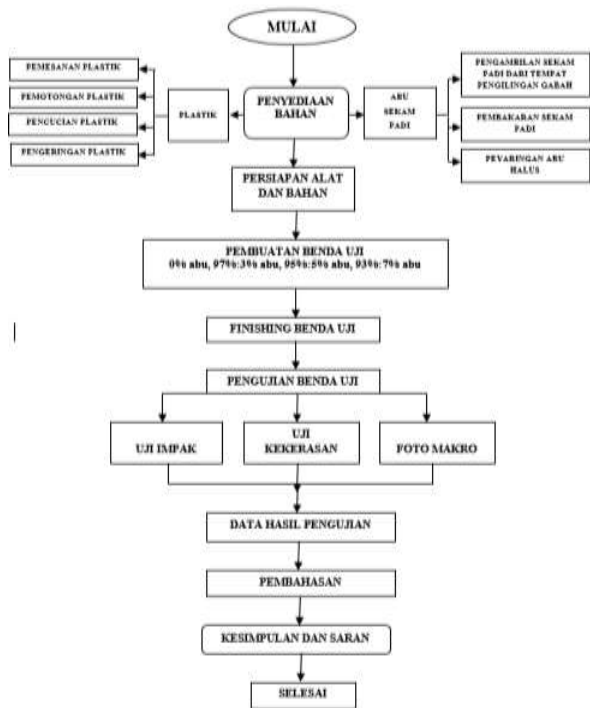 MULAI
PEMESANAN PLASTIK
PEMOTONGAN PLASTIK
PENCUCIAN PLASTIK
PENGERINGAN PLASTIK
PLASTIK
PENYEDIAAN
BAHAN
ABU
SEKAM
PADI
PENGAMBILAN SEKAM
PADI DARI TEMPAT
PENGILINGAN GABAH
PEMBAKARAN SEKAM
PADI
PEYARINGAN ABU
HALUS
PERSIAPAN ALAT
DAN BAHAN
PEMBUATAN BENDA UJI
0% abu, 97%:3% abu, 95%:5% abu, 93%:7% abu
FINISHING BENDA UJI
PENGUJIAN BENDA UJI
UJI IMPAK
UJI
KEKERASAN
FOTO MAKRO
DATA HASIL PENGUJIAN
PEMBAHASAN
KESIMPULAN DAN SARAN
SELESAI